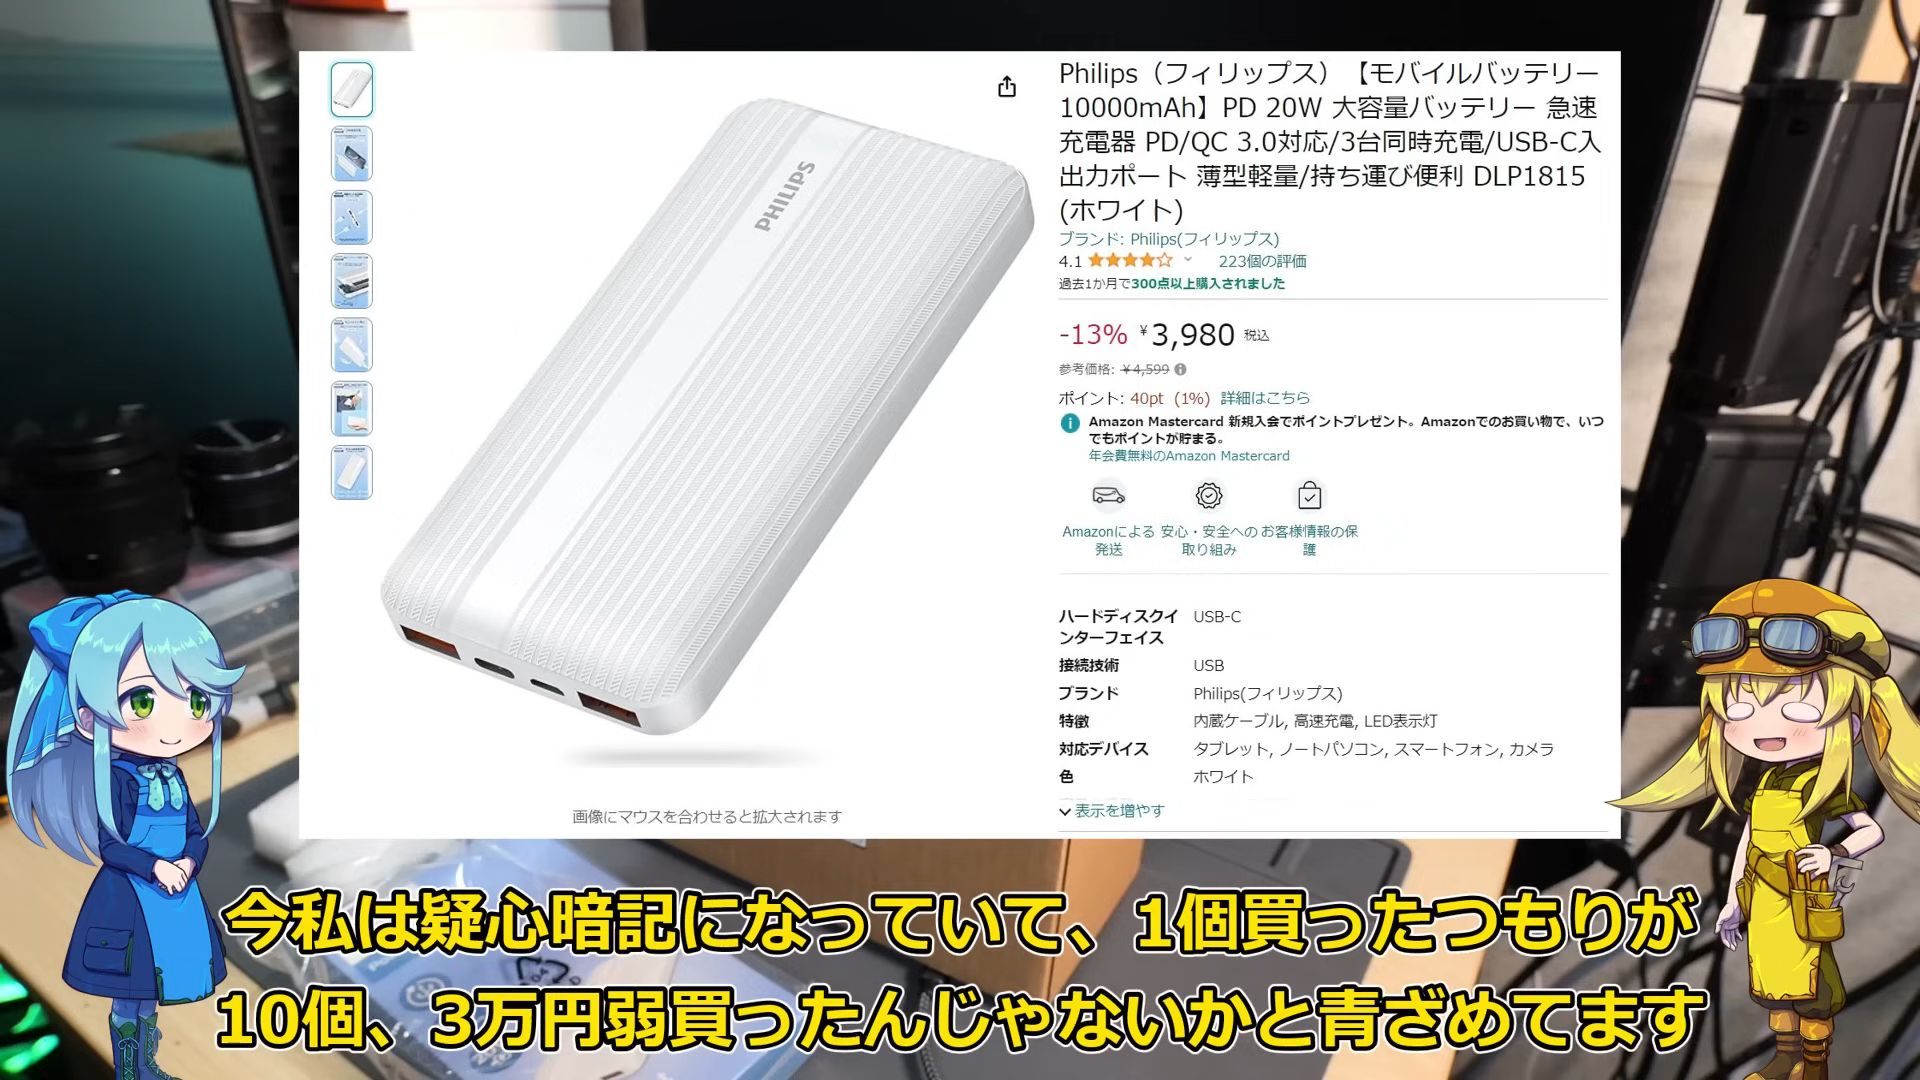 Philips（フィリップス）【モバイルバッテリー
10000mAh】PD 20W 大容量バッテリー 急速
充電器 PD/QC 3.0対応/3台同時充電/USB-C入
出力ポート 薄型軽量/持ち運び便利 DLP1815
(ホワイト)
ブランド: Philips(フィリップス)
4.1 223個の評価
過去1か月で300点以上購入されました
-13% ¥3,980 税込
参考価格: ¥4,599
ポイント: 40pt (1%) 詳細はこちら
Amazon Mastercard 新規入会でポイントプレゼント。Amazonでのお買い物で、いつ
でもポイントが貯まる。
年会費無料のAmazon Mastercard
Amazonによる
発送
安心・安全への
取り組み
お客様情報の保
護
ハードディスクイ
ンターフェイス
USB-C
接続技術 USB
ブランド Philips(フィリップス)
特徴 内蔵ケーブル, 高速充電, LED表示灯
対応デバイス タブレット, ノートパソコン, スマートフォン, カメラ
色 ホワイト
表示を増やす
PHILIPS
画像にマウスを合わせると拡大されます
今私は疑心暗記になっていて、1個買ったつもりが
10個、3万円弱買ったんじゃないかと青ざめてます